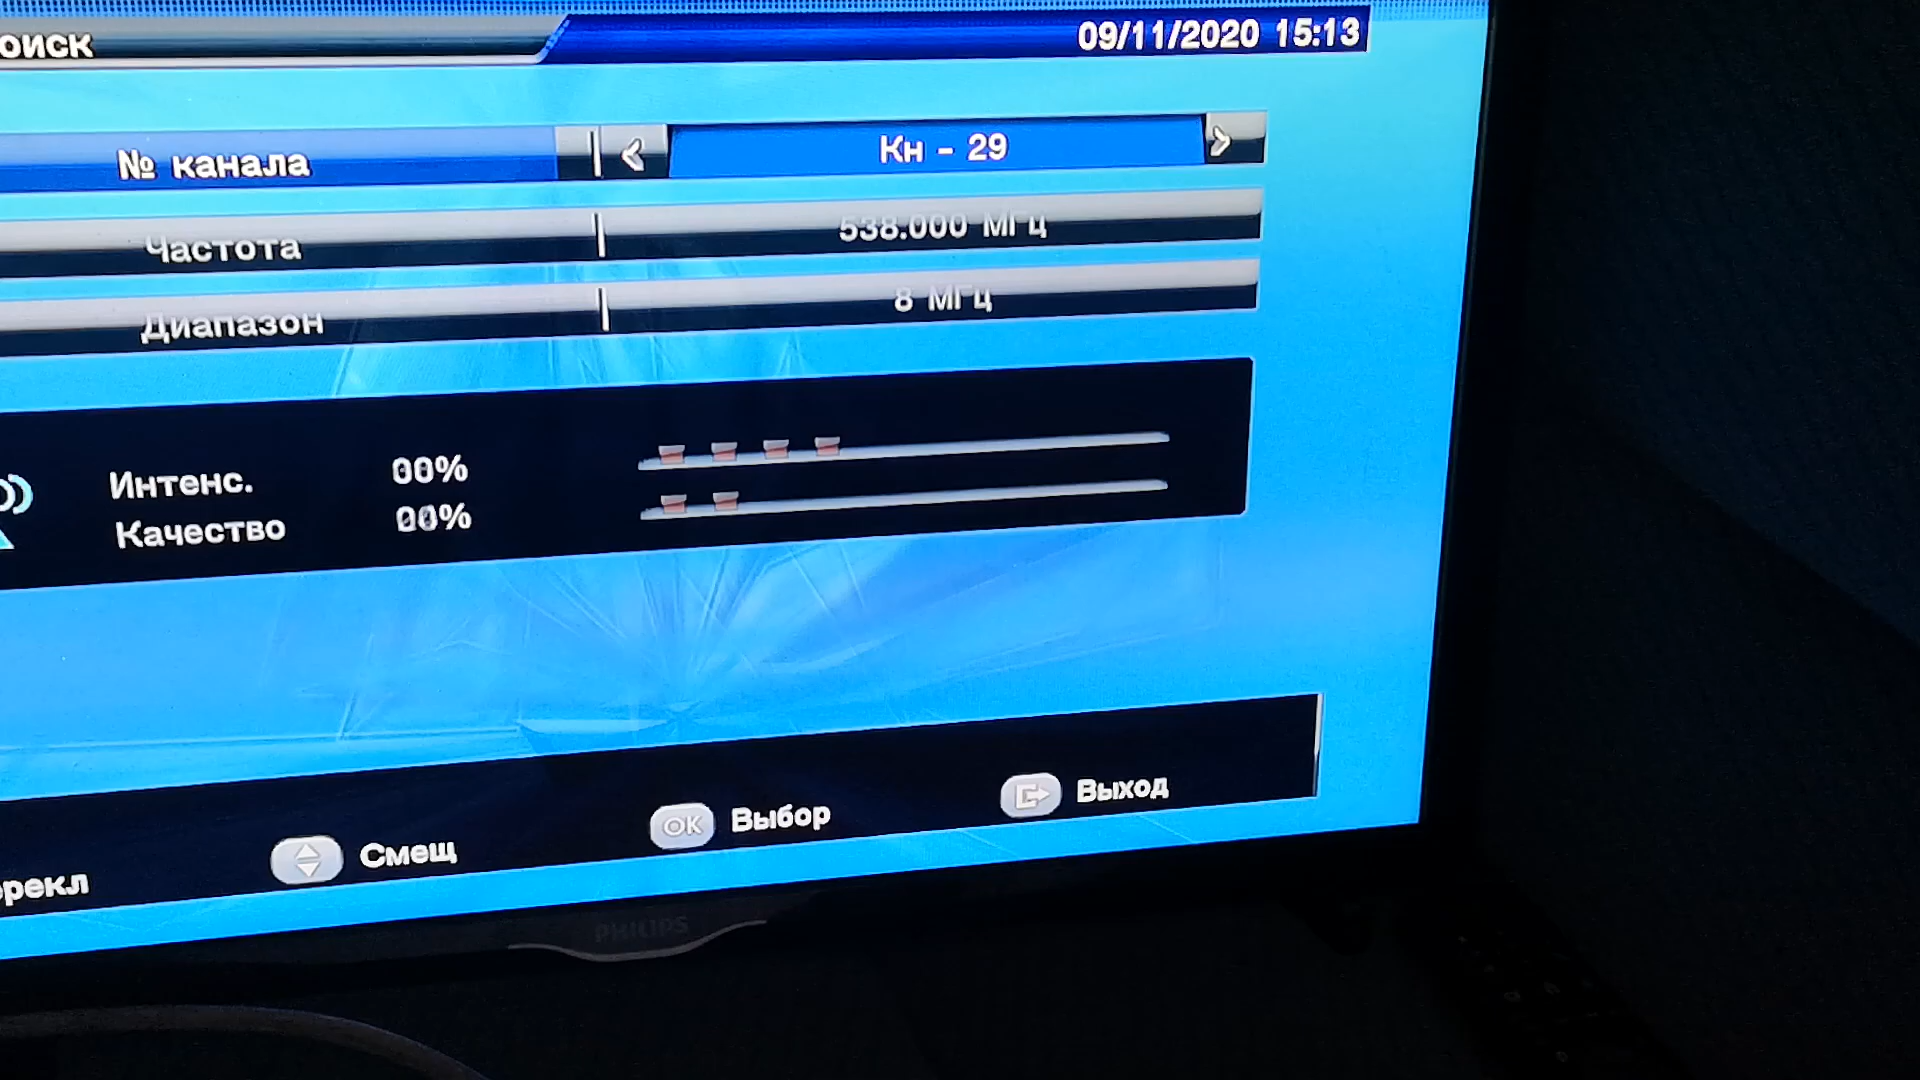 оиск
09/11/2020 15:13
№ канала
Кн - 29
Частота
538.000 МГц
Диапазон
8 МГц
Интенс.
00%
Качество
00%
рекл
Смещ
OK Выбор
Выход
PHILIPS